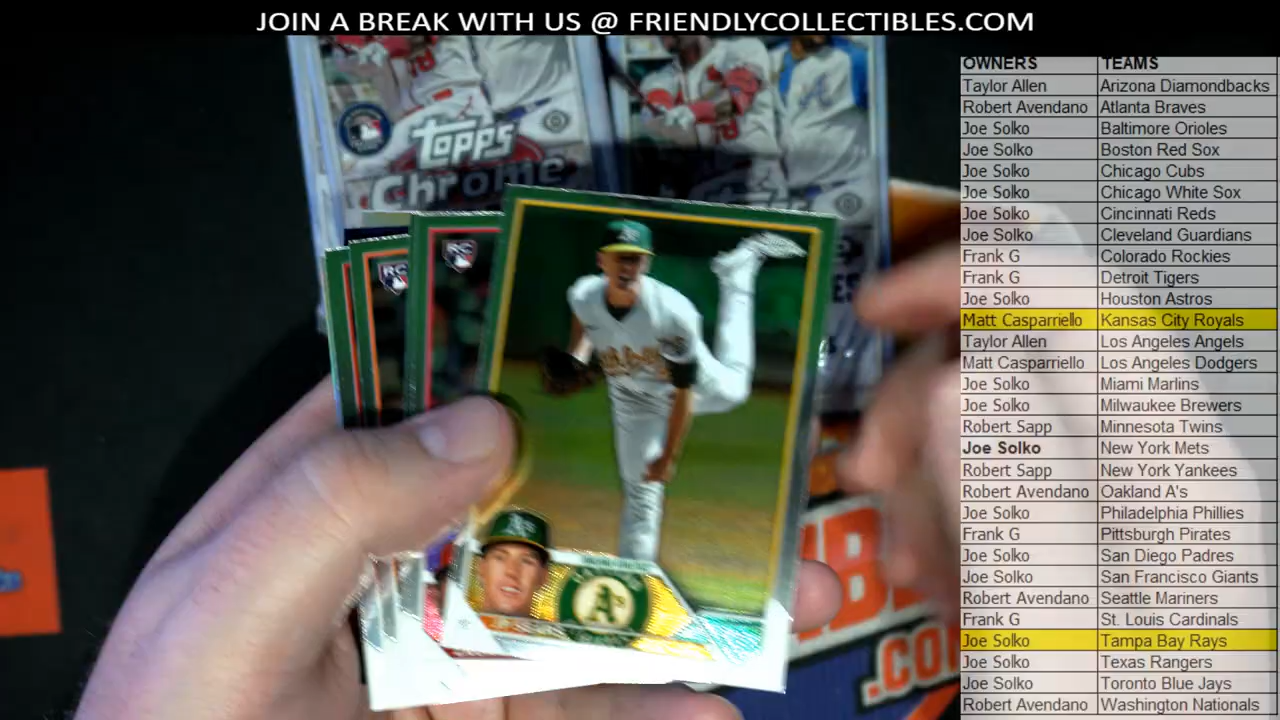 JOIN A BREAK WITH US @ FRIENDLYCOLLECTIBLES.COM
OWNERS TEAMS
Taylor Allen Arizona Diamondbacks
Robert Avendano Atlanta Braves
Joe Solko Baltimore Orioles
Joe Solko Boston Red Sox
Joe Solko Chicago Cubs
Joe Solko Chicago White Sox
Joe Solko Cincinnati Reds
Joe Solko Cleveland Guardians
Frank G Colorado Rockies
Frank G Detroit Tigers
Joe Solko Houston Astros
Matt Casparriello Kansas City Royals
Taylor Allen Los Angeles Angels
Matt Casparriello Los Angeles Dodgers
Joe Solko Miami Marlins
Joe Solko Milwaukee Brewers
Robert Sapp Minnesota Twins
Joe Solko New York Mets
Robert Sapp New York Yankees
Robert Avendano Oakland A's
Joe Solko Philadelphia Phillies
Frank G Pittsburgh Pirates
Joe Solko San Diego Padres
Joe Solko San Francisco Giants
Robert Avendano Seattle Mariners
Frank G St. Louis Cardinals
Joe Solko Tampa Bay Rays
Joe Solko Texas Rangers
Joe Solko Toronto Blue Jays
Robert Avendano Washington Nationals
Topps
Chrome
RC
RC
A's
A's
.CO